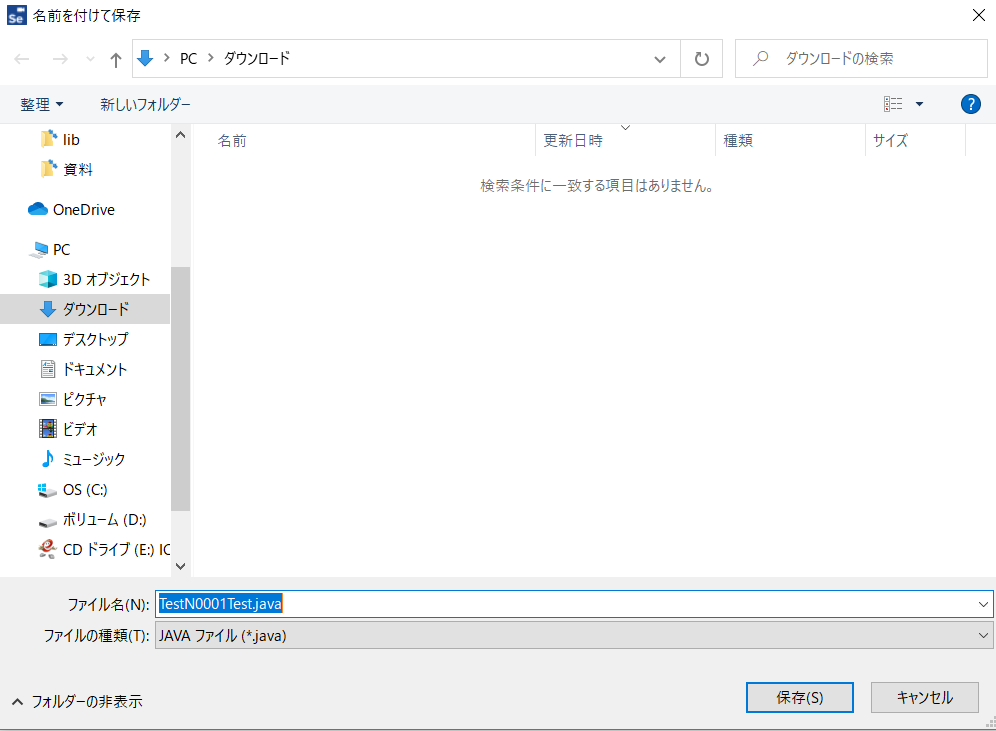 Se 名前を付けて保存
PC ダウンロード
ダウンロードの検索
整理
新しいフォルダー
?
lib
資料
OneDrive
PC
3D オブジェクト
ダウンロード
デスクトップ
ドキュメント
ピクチャ
ビデオ
ミュージック
OS (C:)
ボリューム (D:)
CD ドライブ (E:) IC
名前 更新日時 種類 サイズ
検索条件に一致する項目はありません。
ファイル名(N): TestN0001Test.java
ファイルの種類(T): JAVA ファイル (*.java)
フォルダーの非表示
保存(S)
キャンセル